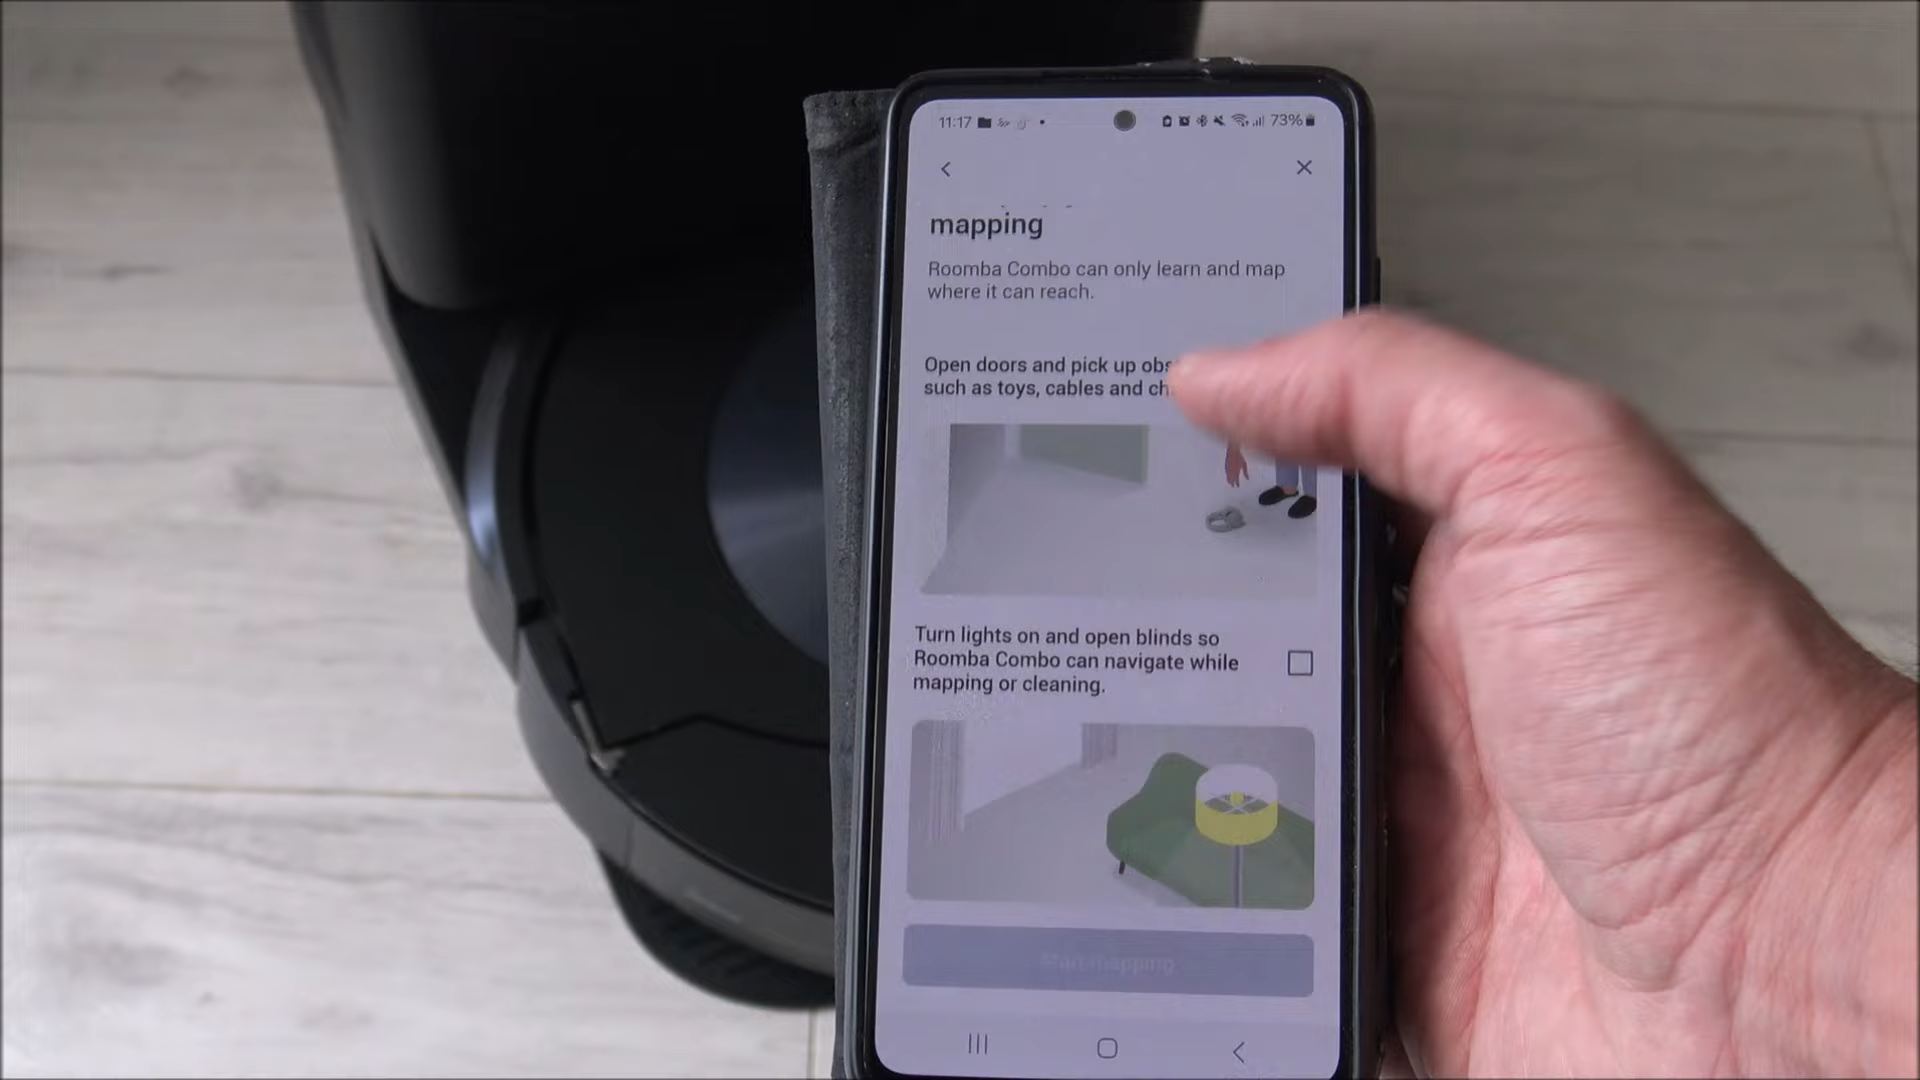 11:17
73%
mapping
Roomba Combo can only learn and map
where it can reach.
Open doors and pick up
such as toys, cables and
Turn lights on and open blinds so
Roomba Combo can navigate while
mapping or cleaning.
Start mapping